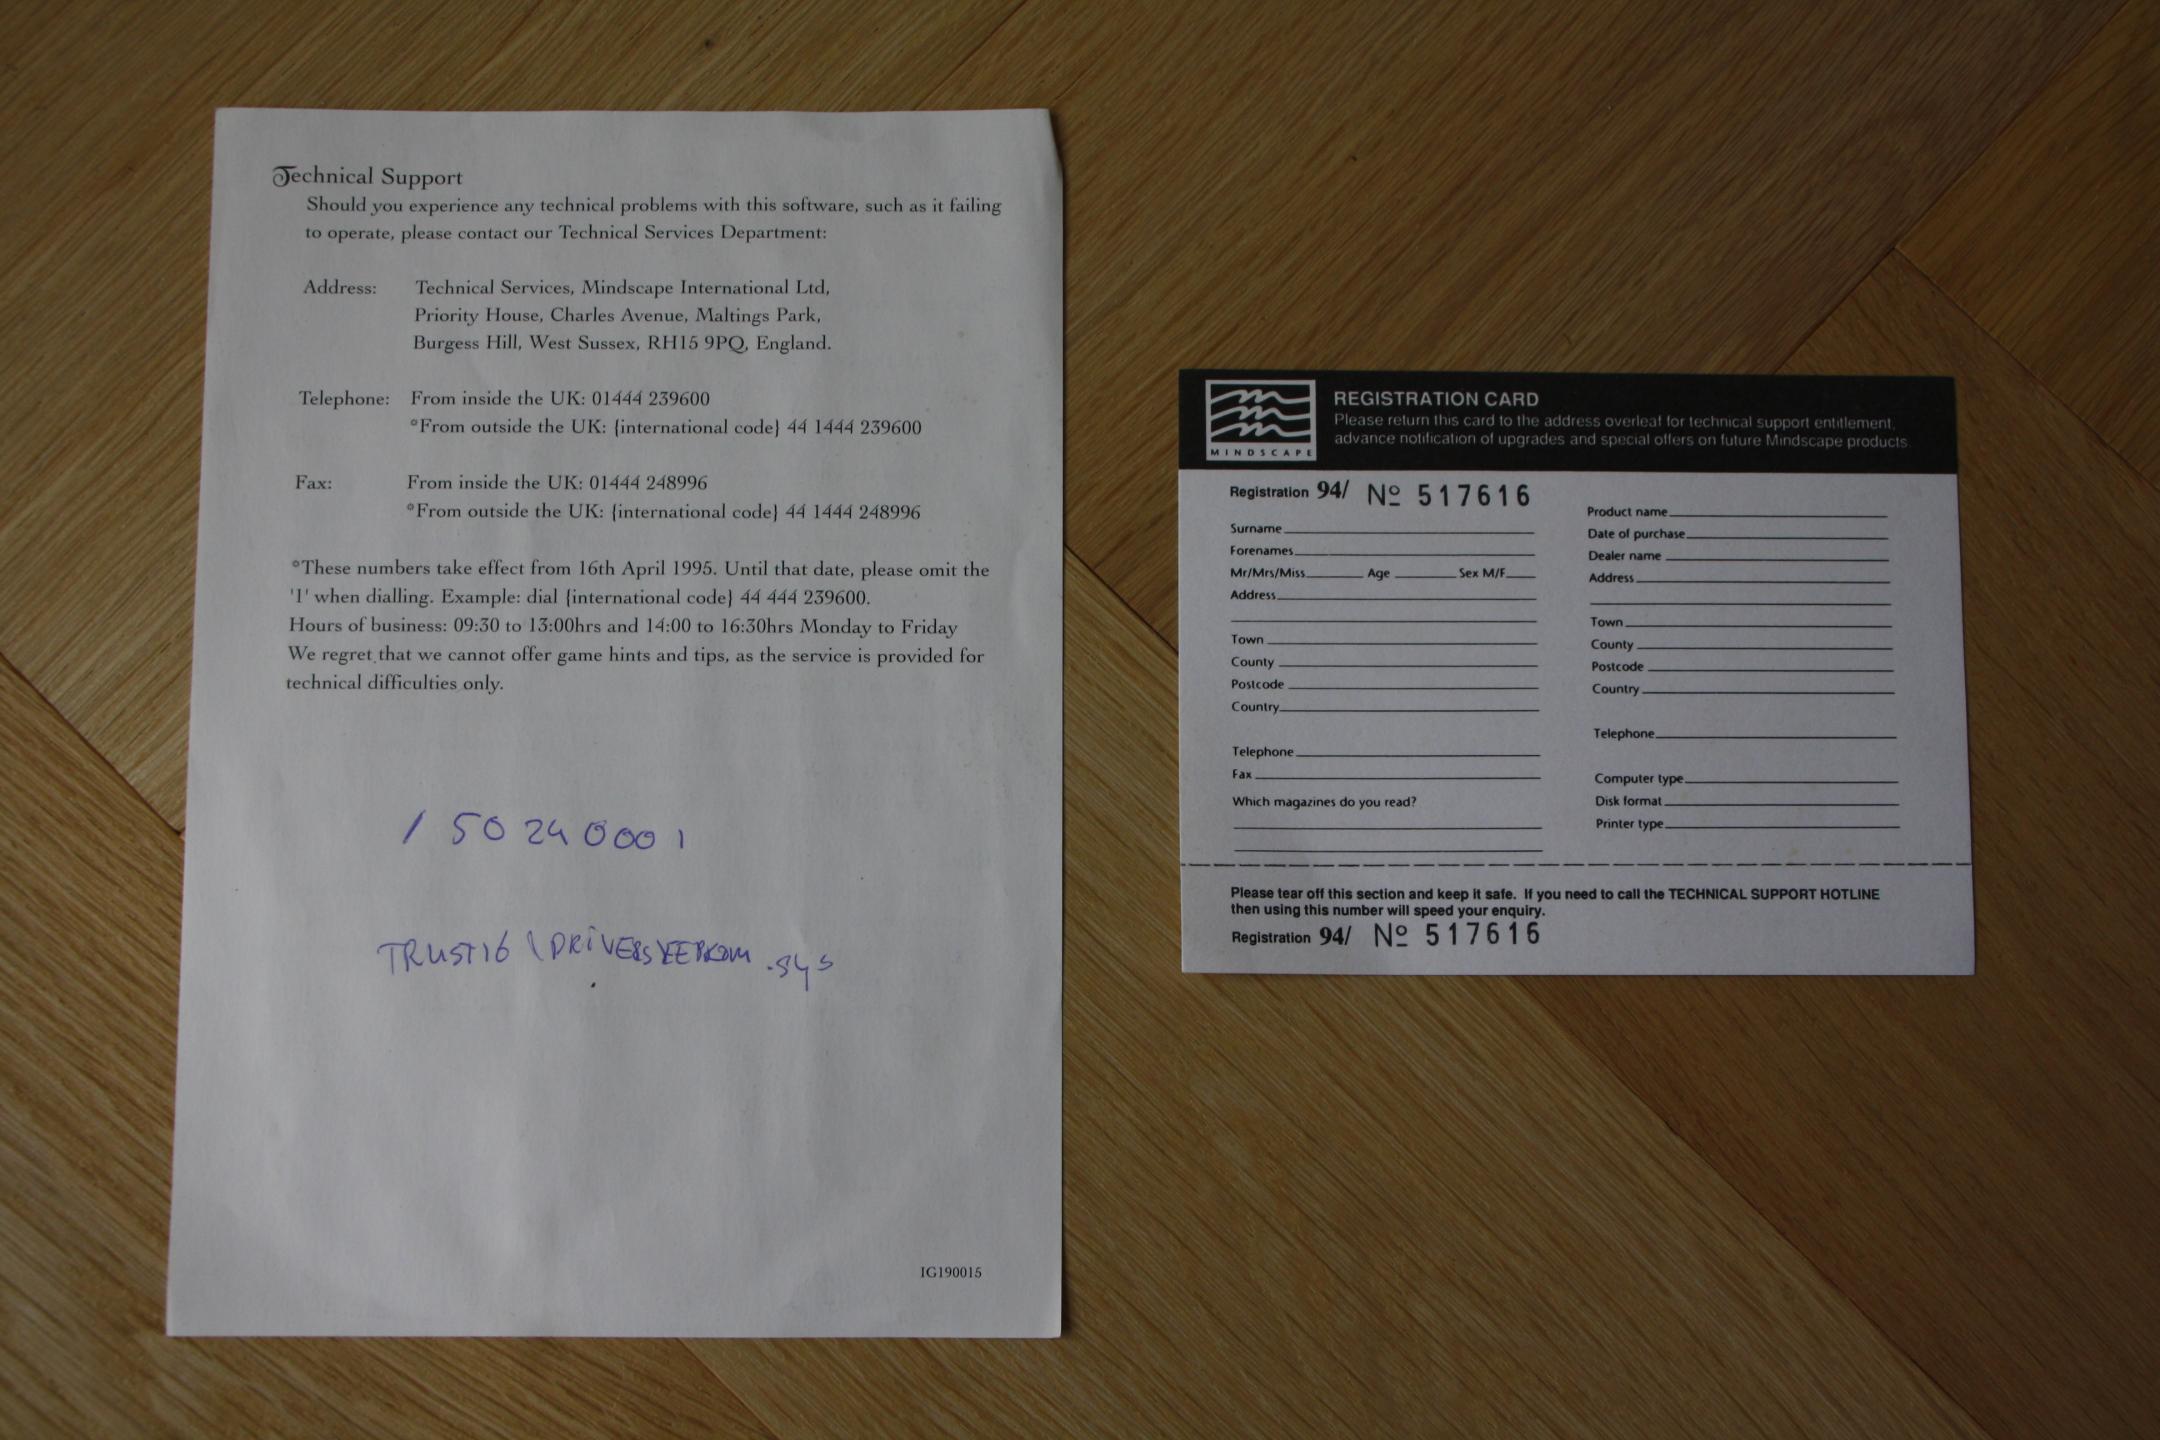 Technical Support
Should you experience any technical problems with this software, such as it failing
to operate, please contact our Technical Services Department:
Address: Technical Services, Mindscape International Ltd,
Priority House, Charles Avenue, Maltings Park,
Burgess Hill, West Sussex, RH15 9PQ, England.
Telephone: From inside the UK: 01444 239600
*From outside the UK: {international code} 44 1444 239600
Fax: From inside the UK: 01444 248996
*From outside the UK: {international code} 44 1444 248996
*These numbers take effect from 16th April 1995. Until that date, please omit the
'1' when dialling. Example: dial {international code} 44 444 239600.
Hours of business: 09:30 to 13:00hrs and 14:00 to 16:30hrs Monday to Friday
We regret that we cannot offer game hints and tips, as the service is provided for
technical difficulties only.
/ 50240001
TRUST16 \DRIVERS\EEPROM.sys
IG190015
MINDSCAPE
REGISTRATION CARD
Please return this card to the address overleaf for technical support entitlement,
advance notification of upgrades and special offers on future Mindscape products.
Registration 94/ Nº 517616
Surname
Forenames
Mr/Mrs/Miss Age Sex M/F
Address
Town
County
Postcode
Country
Telephone
Fax
Which magazines do you read?
Product name
Date of purchase
Dealer name
Address
Town
County
Postcode
Country
Telephone
Computer type
Disk format
Printer type
Please tear off this section and keep it safe. If you need to call the TECHNICAL SUPPORT HOTLINE
then using this number will speed your enquiry.
Registration 94/ Nº 517616